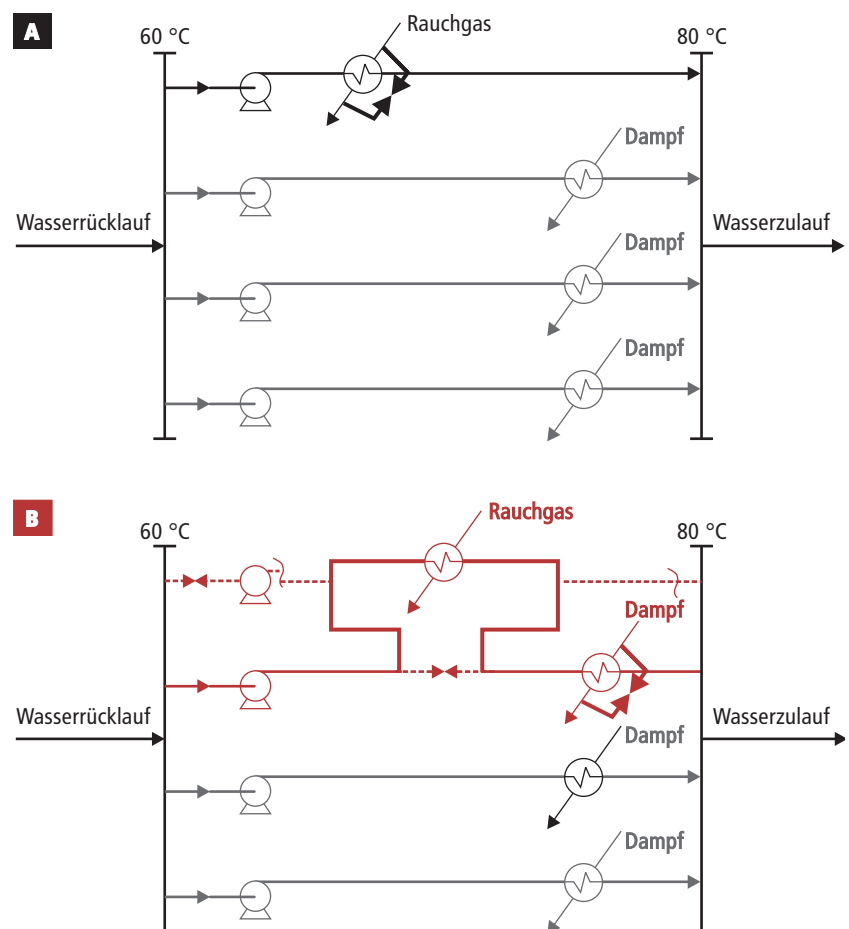 A
Rauchgas
60 °C
80 °C
Dampf
Wasserrücklauf
Wasserzulauf
Dampf
Dampf
B
Rauchgas
60 °C
80 °C
Dampf
Wasserrücklauf
Wasserzulauf
Dampf
Dampf